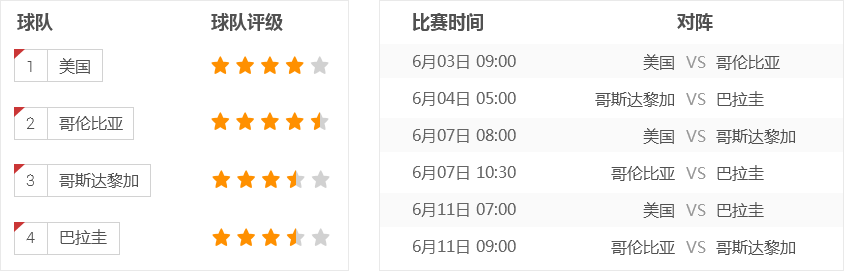 球队 球队评级
1 美国
2 哥伦比亚
3 哥斯达黎加
4 巴拉圭
比赛时间 对阵
6月03日 09:00 美国 VS 哥伦比亚
6月04日 05:00 哥斯达黎加 VS 巴拉圭
6月07日 08:00 美国 VS 哥斯达黎加
6月07日 10:30 哥伦比亚 VS 巴拉圭
6月11日 07:00 美国 VS 巴拉圭
6月11日 09:00 哥伦比亚 VS 哥斯达黎加